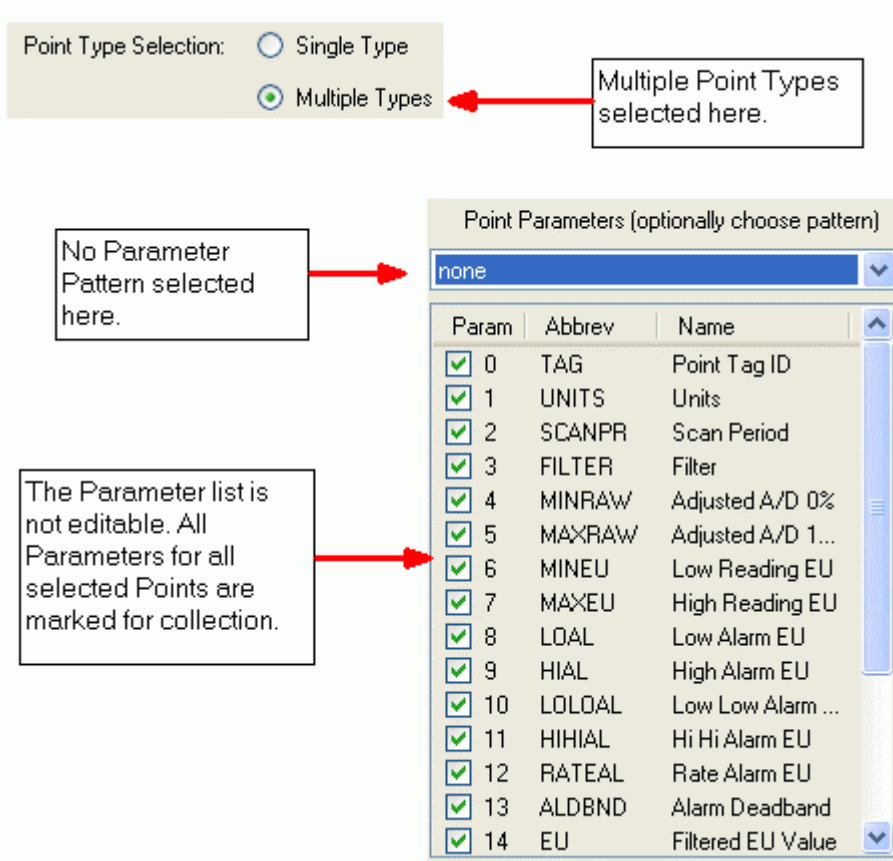 Point Type Selection: Single Type
Multiple Types
Multiple Point Types
selected here.
Point Parameters (optionally choose pattern)
No Parameter
Pattern selected
here.
none
Param Abbrev Name
0 TAG Point Tag ID
1 UNITS Units
2 SCANPR Scan Period
3 FILTER Filter
4 MINRAW Adjusted A/D 0%
5 MAXRAW Adjusted A/D 1...
6 MINEU Low Reading EU
7 MAXEU High Reading EU
8 LOAL Low Alarm EU
9 HIAL High Alarm EU
10 LOLOAL Low Low Alarm ...
11 HIHIAL Hi Hi Alarm EU
12 RATEAL Rate Alarm EU
13 ALDBND Alarm Deadband
14 EU Filtered EU Value
The Parameter list is
not editable. All
Parameters for all
selected Points are
marked for collection.